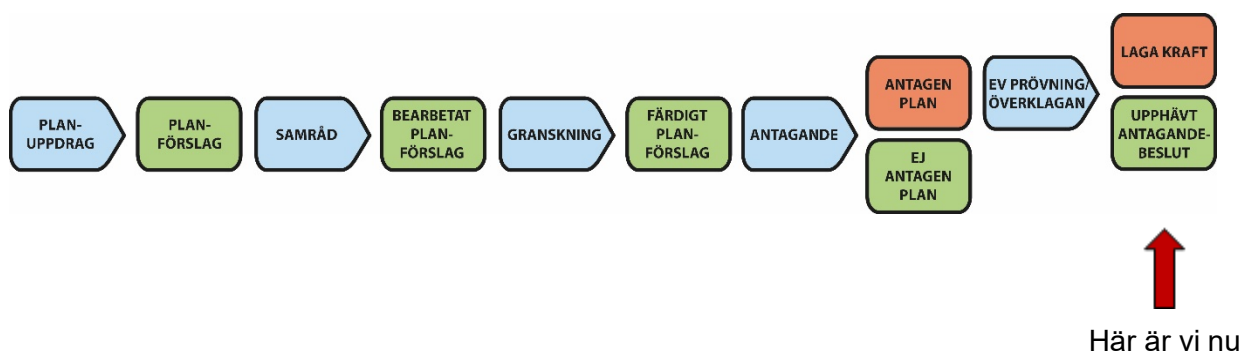 PLAN-
UPPDRAG
PLAN-
FÖRSLAG
SAMRÅD
BEARBETAT
PLAN-
FÖRSLAG
GRANSKNING
FÄRDIGT
PLAN-
FÖRSLAG
ANTAGANDE
ANTAGEN
PLAN
EJ
ANTAGEN
PLAN
EV PRÖVNING/
ÖVERKLAGAN
LAGA KRAFT
UPPHÄVT
ANTAGANDE-
BESLUT
Här är vi nu